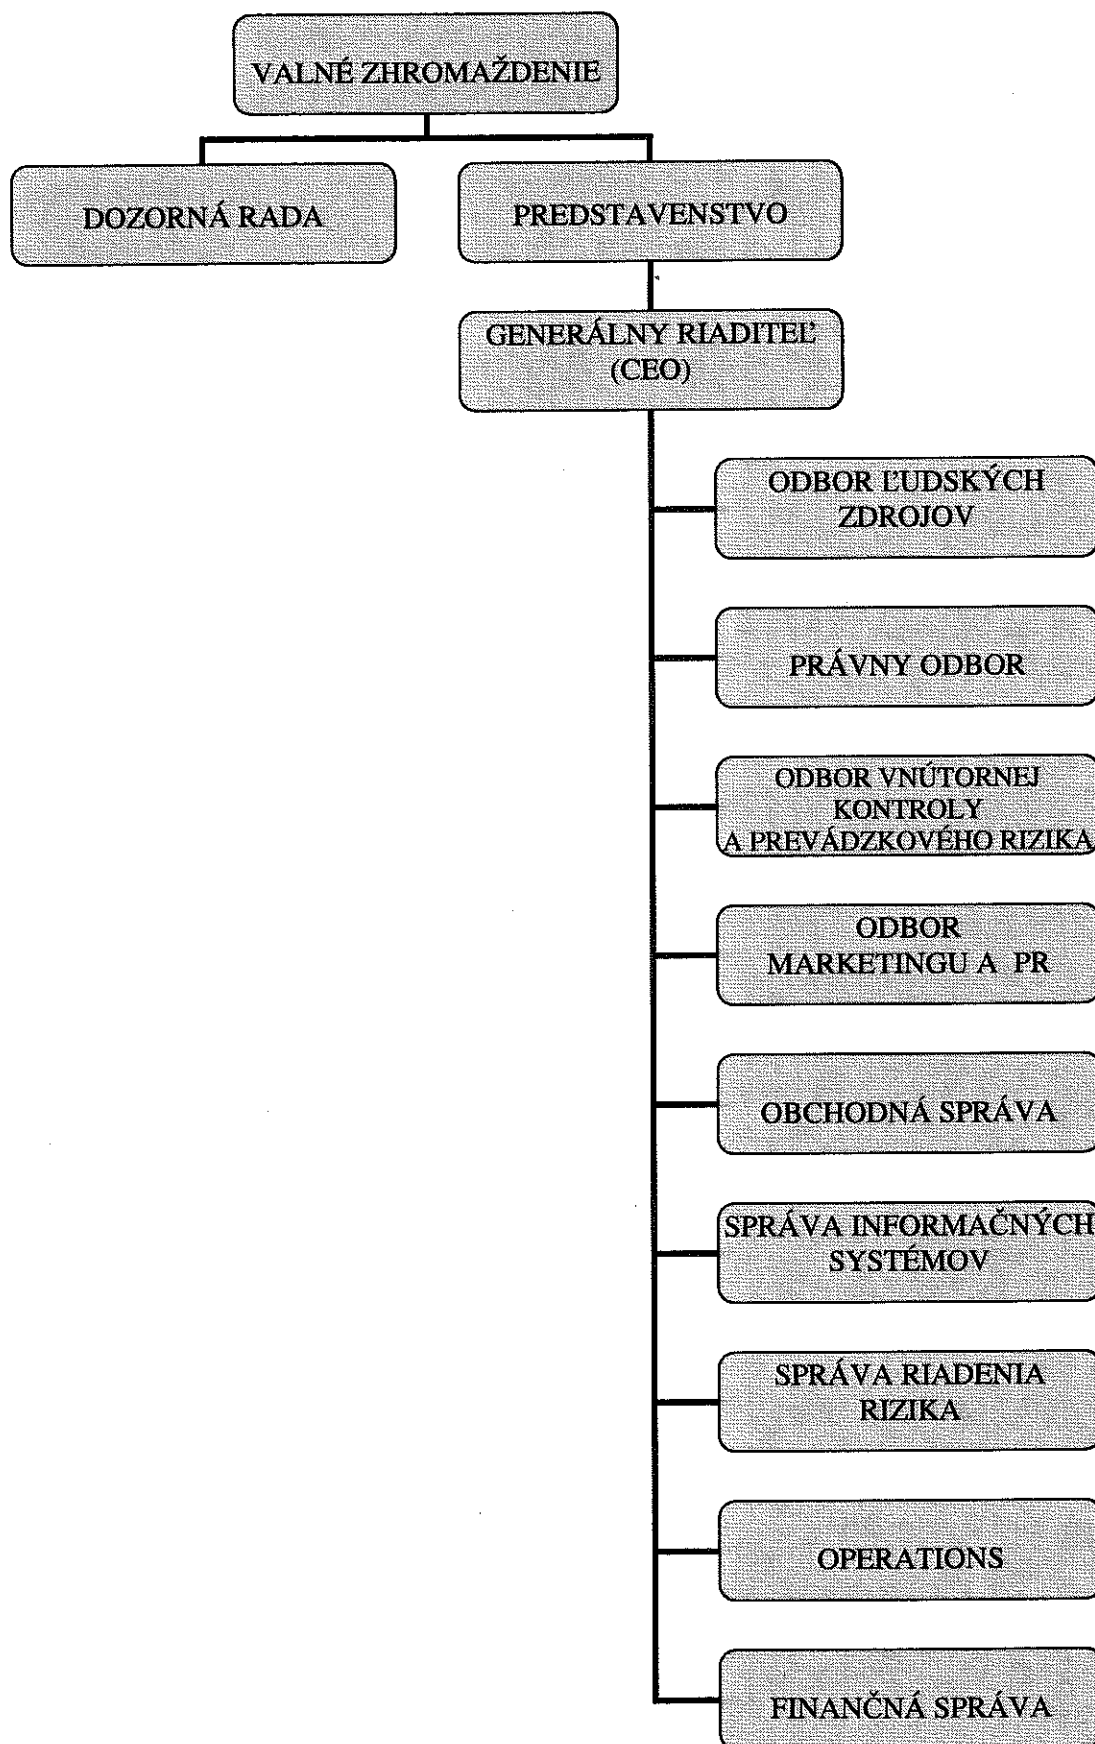 VALNÉ ZHROMAŽDENIE
DOZORNÁ RADA
PREDSTAVENSTVO
GENERÁLNY RIADITEĽ
(CEO)
ODBOR ĽUDSKÝCH
ZDROJOV
PRÁVNY ODBOR
ODBOR VNÚTORNEJ
KONTROLY
A PREVÁDZKOVÉHO RIZIKA
ODBOR
MARKETINGU A PR
OBCHODNÁ SPRÁVA
SPRÁVA INFORMAČNÝCH
SYSTÉMOV
SPRÁVA RIADENIA
RIZIKA
OPERATIONS
FINANČNÁ SPRÁVA